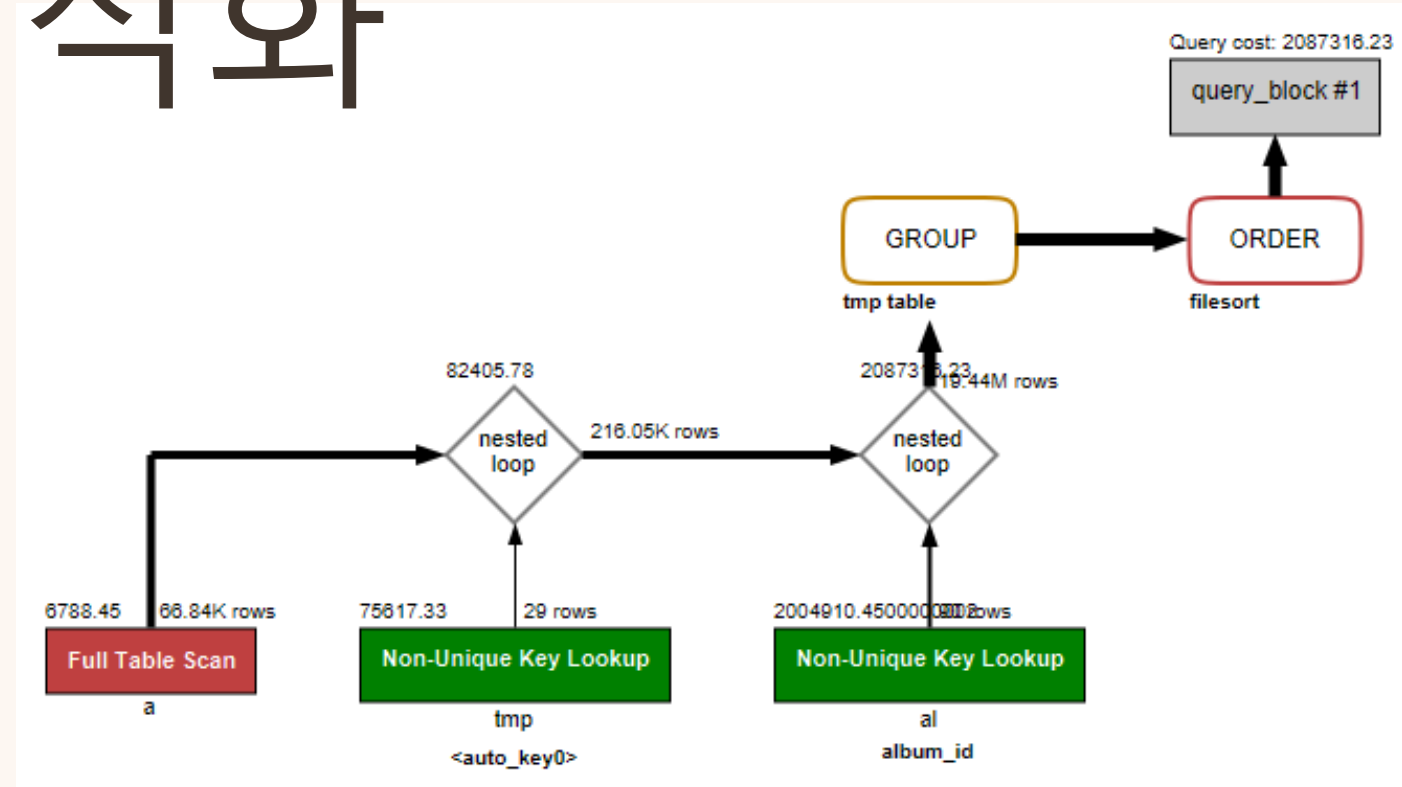 Query cost: 2087316.23
query_block #1
GROUP
ORDER
tmp table
filesort
82405.78
19.44M rows
216.05K rows
nested
loop
nested
loop
6788.45
66.84K rows
75617.33
29 rows
Full Table Scan
Non-Unique Key Lookup
Non-Unique Key Lookup
a
tmp
al
<auto_key0>
album_id